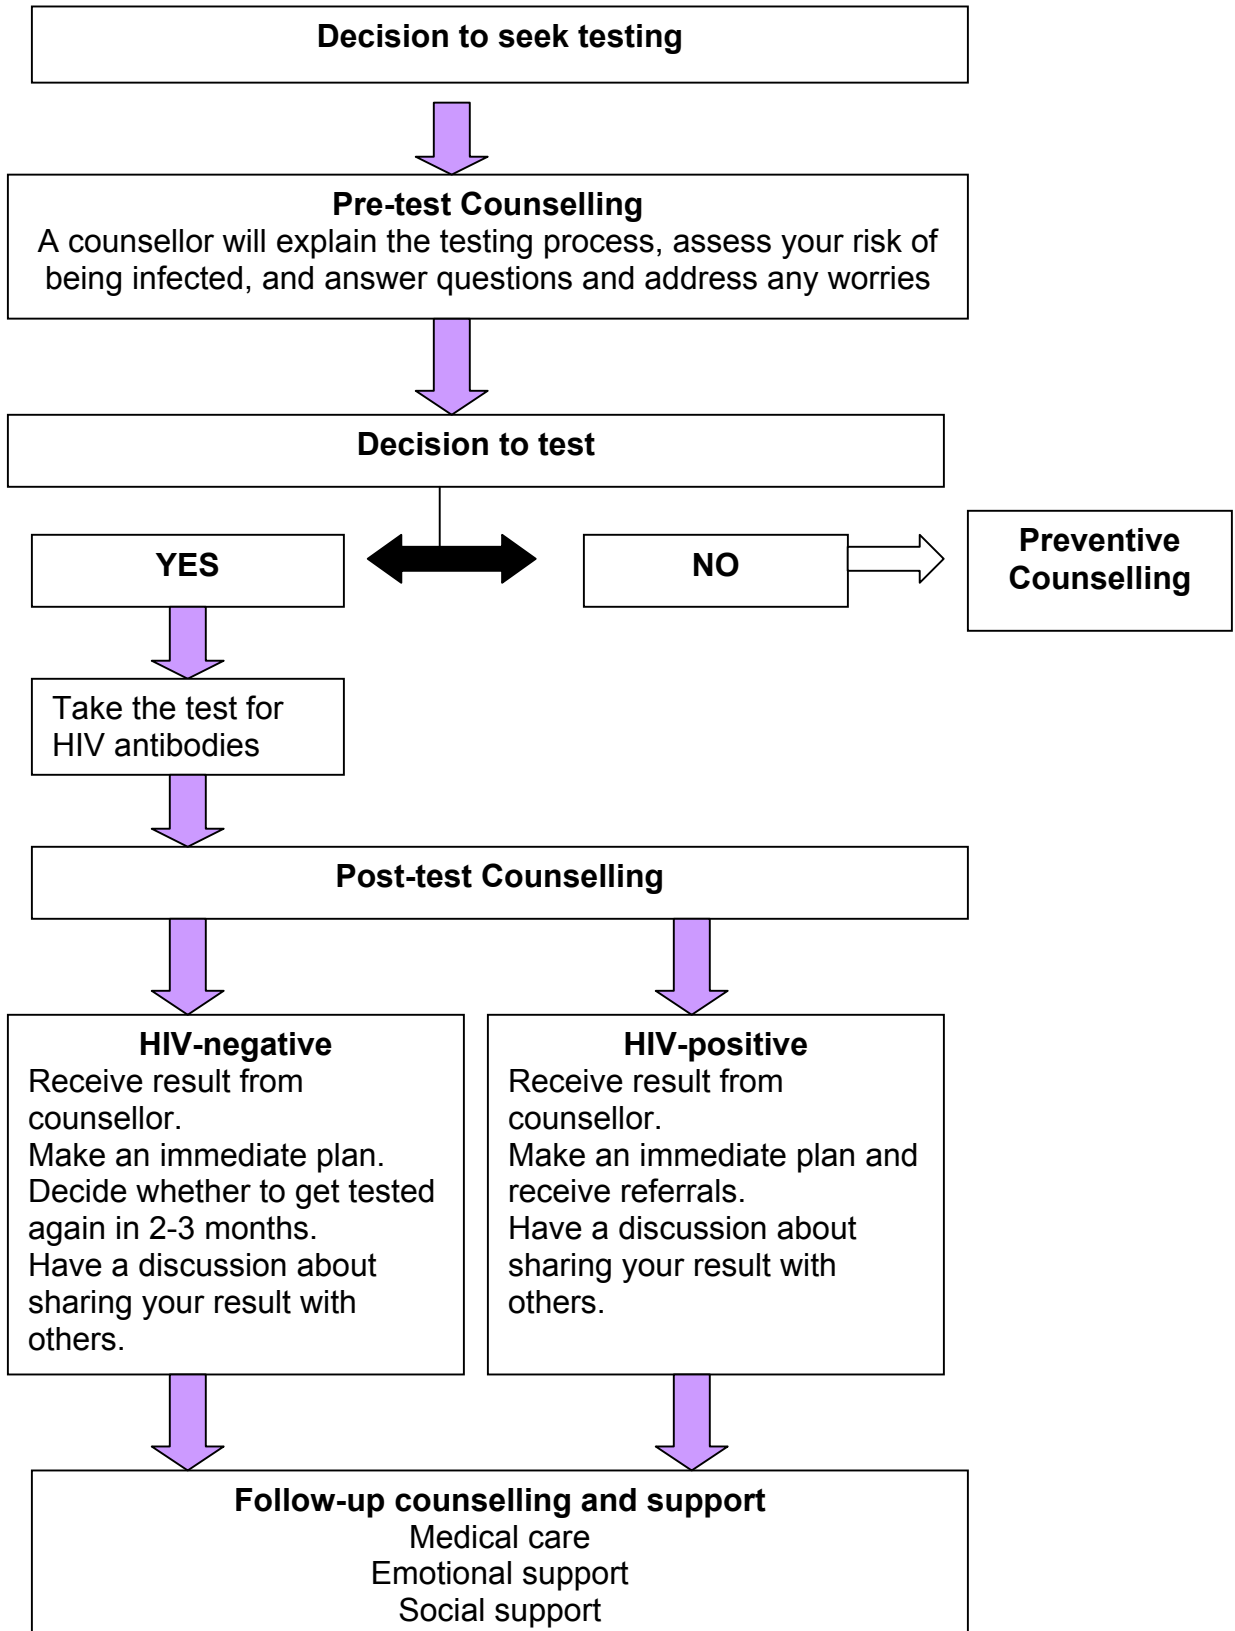 Decision to seek testing
Pre-test Counselling
A counsellor will explain the testing process, assess your risk of
being infected, and answer questions and address any worries
Decision to test
YES
NO
Preventive
Counselling
Take the test for
HIV antibodies
Post-test Counselling
HIV-negative
Receive result from
counsellor.
Make an immediate plan.
Decide whether to get tested
again in 2-3 months.
Have a discussion about
sharing your result with
others.
HIV-positive
Receive result from
counsellor.
Make an immediate plan and
receive referrals.
Have a discussion about
sharing your result with
others.
Follow-up counselling and support
Medical care
Emotional support
Social support